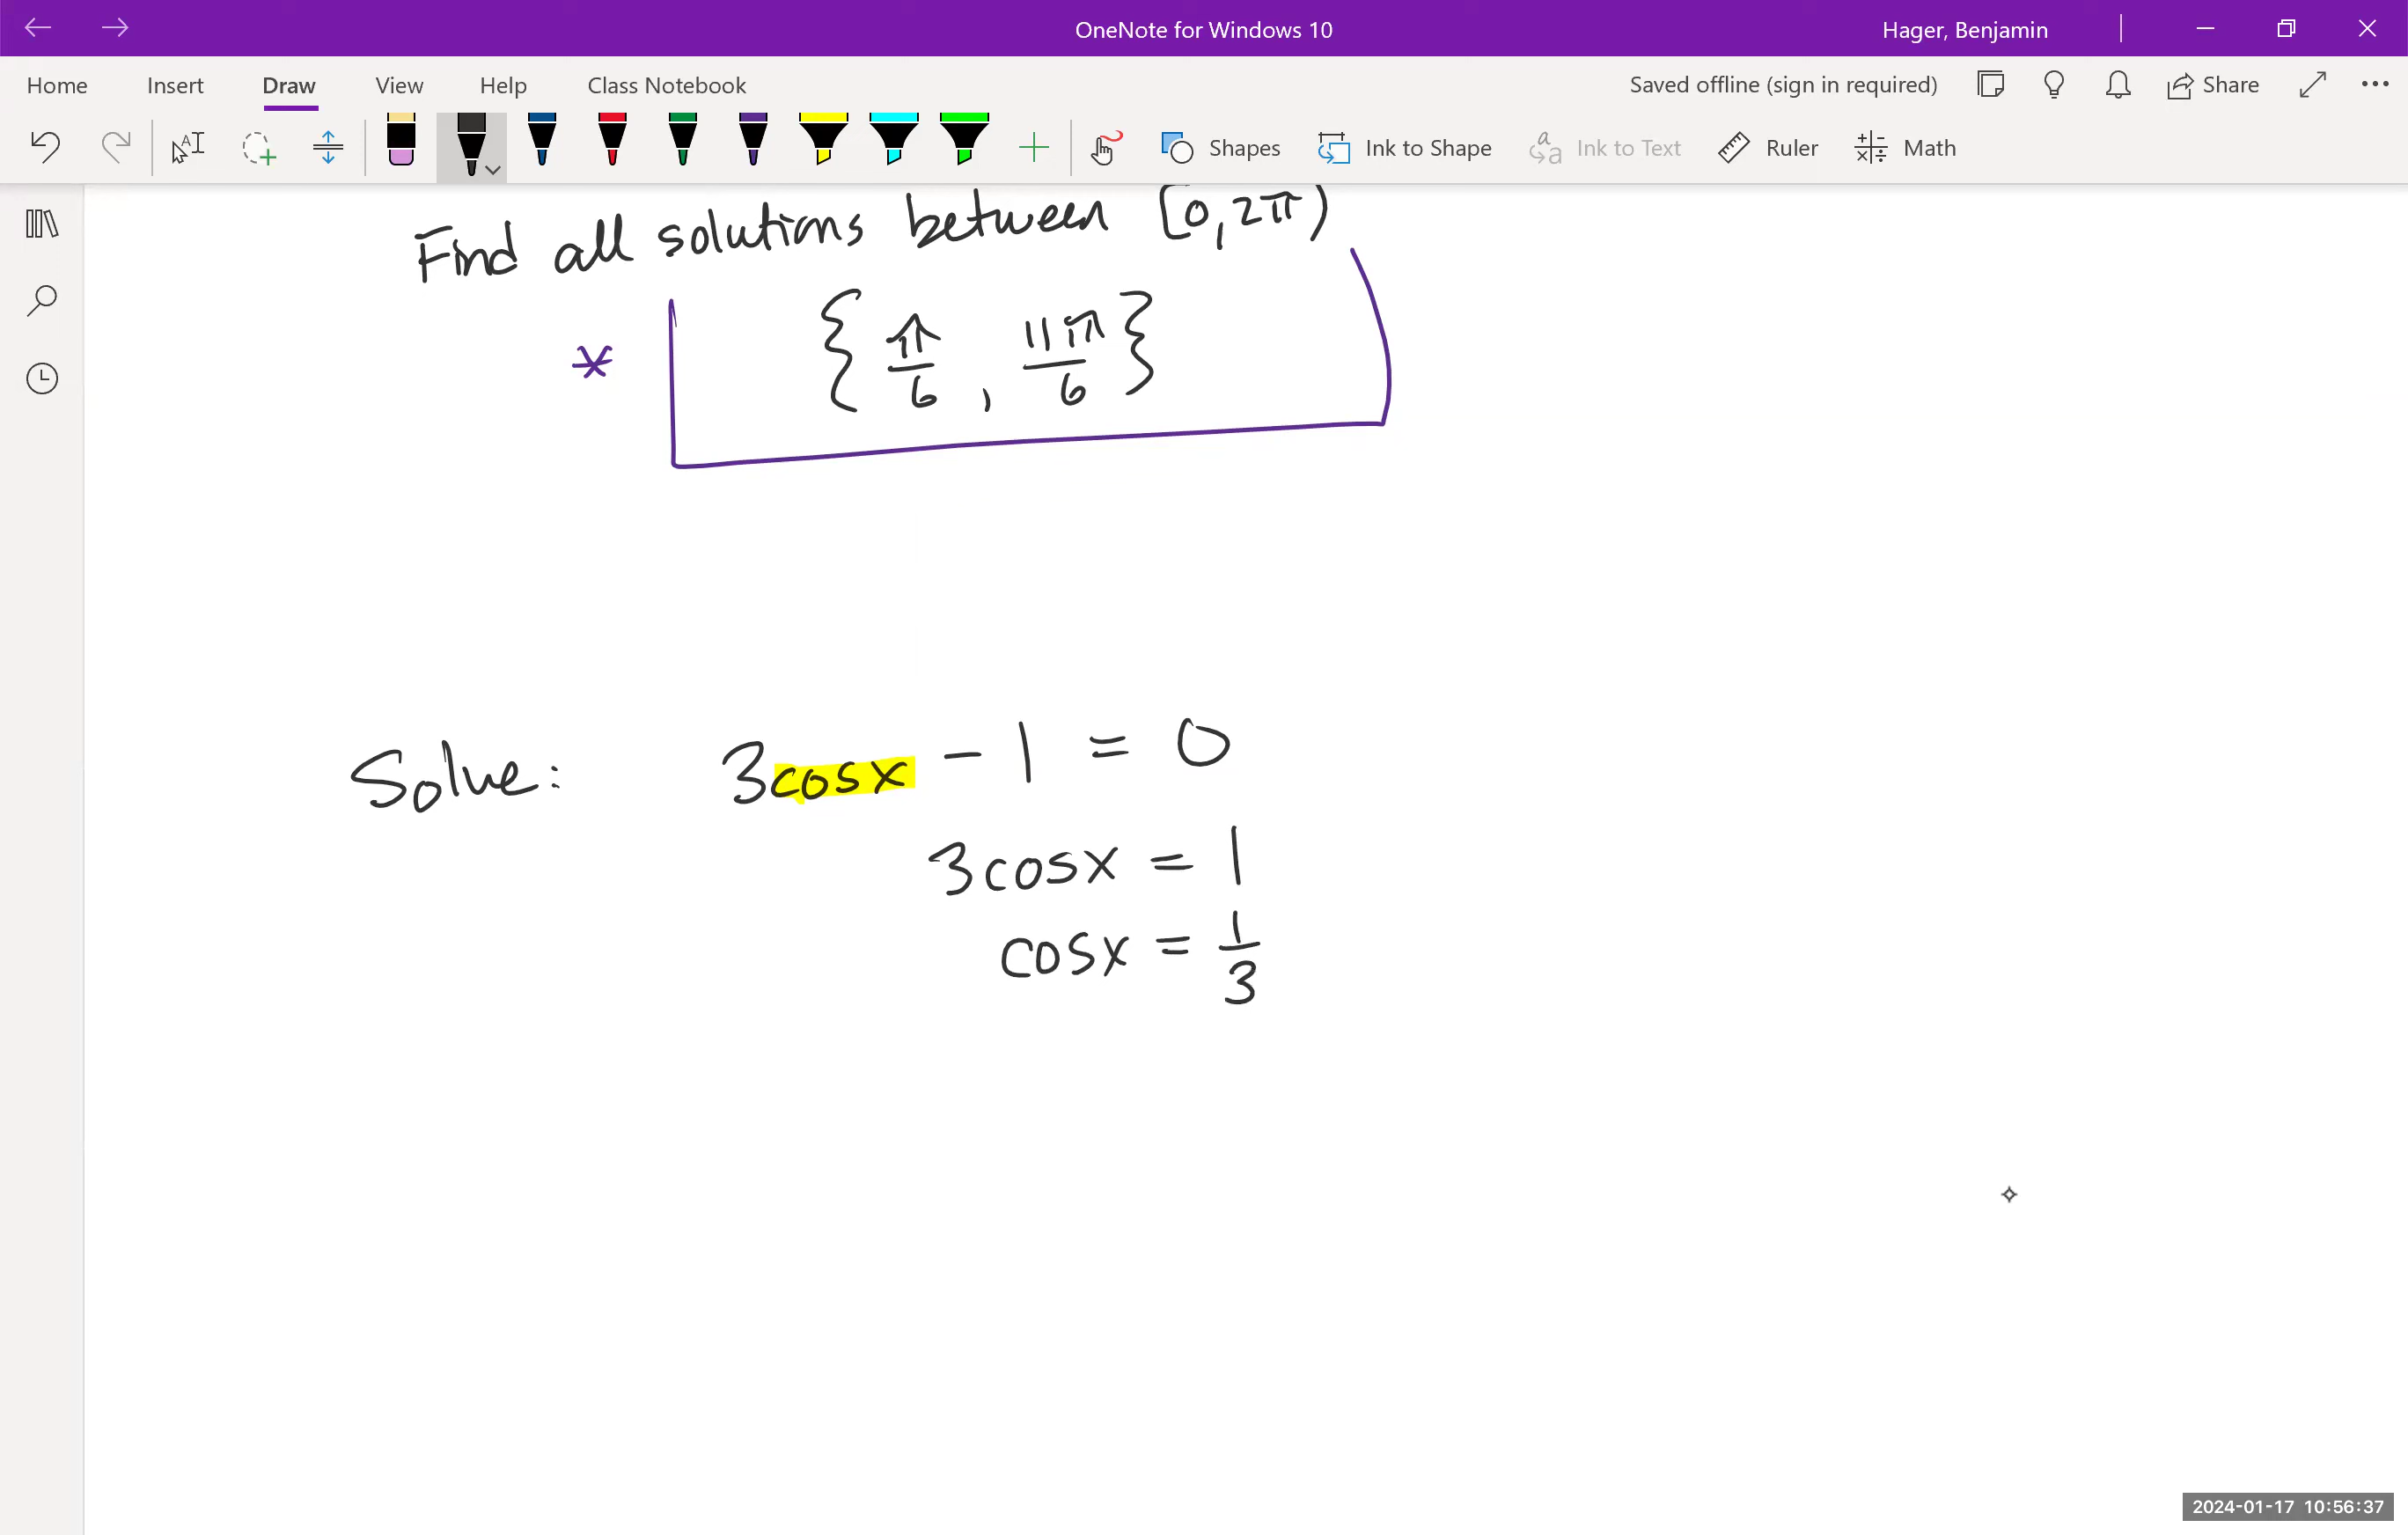 OneNote for Windows 10
Hager, Benjamin
Home Insert Draw View Help Class Notebook
Saved offline (sign in required) Share
Shapes Ink to Shape Ink to Text Ruler Math
Find all solutions between [0, 2π)
* { π/6 , 11π/6 }
Solve: 3cosx - 1 = 0
3cosx = 1
cosx = 1/3
2024-01-17 10:56:37